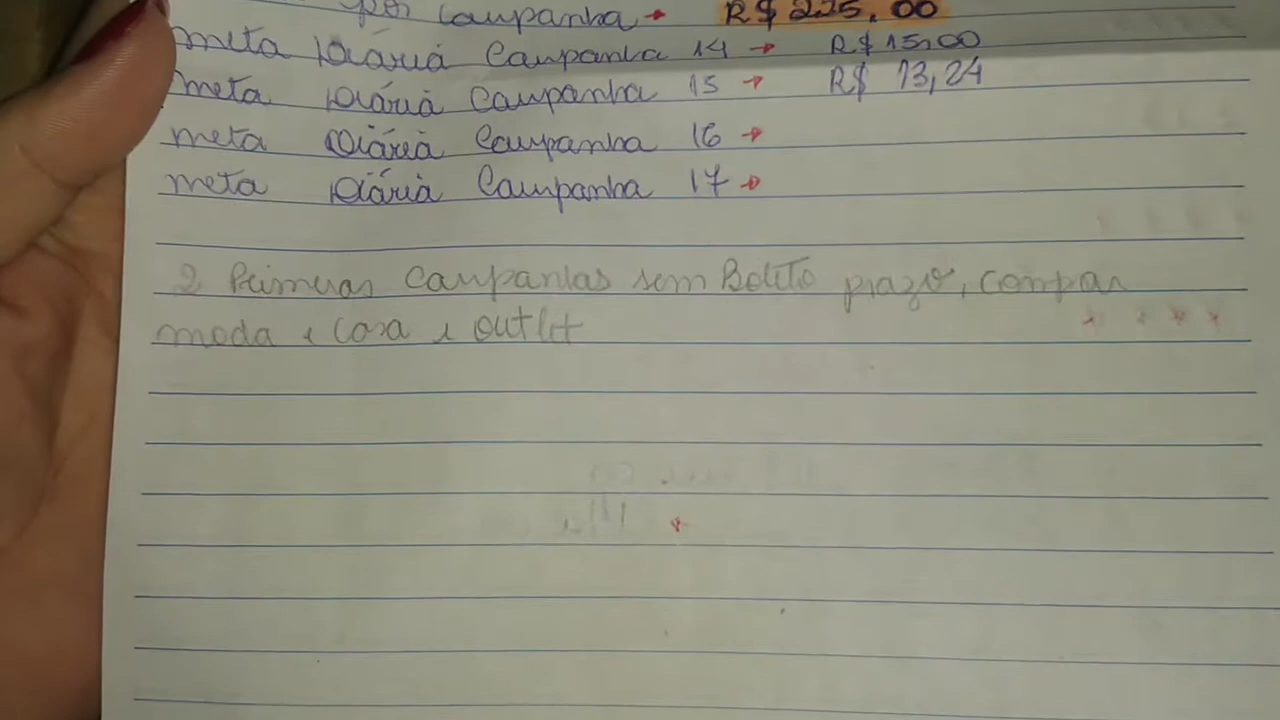 por Campanha → R$ 225,00
meta Diária Campanha 14 → R$ 15,00
meta Diária Campanha 15 → R$ 13,24
meta Diária Campanha 16 →
meta Diária Campanha 17 →
2 Primeiras Campanhas sem Boleto prazo, compras
moda e casa e outlet